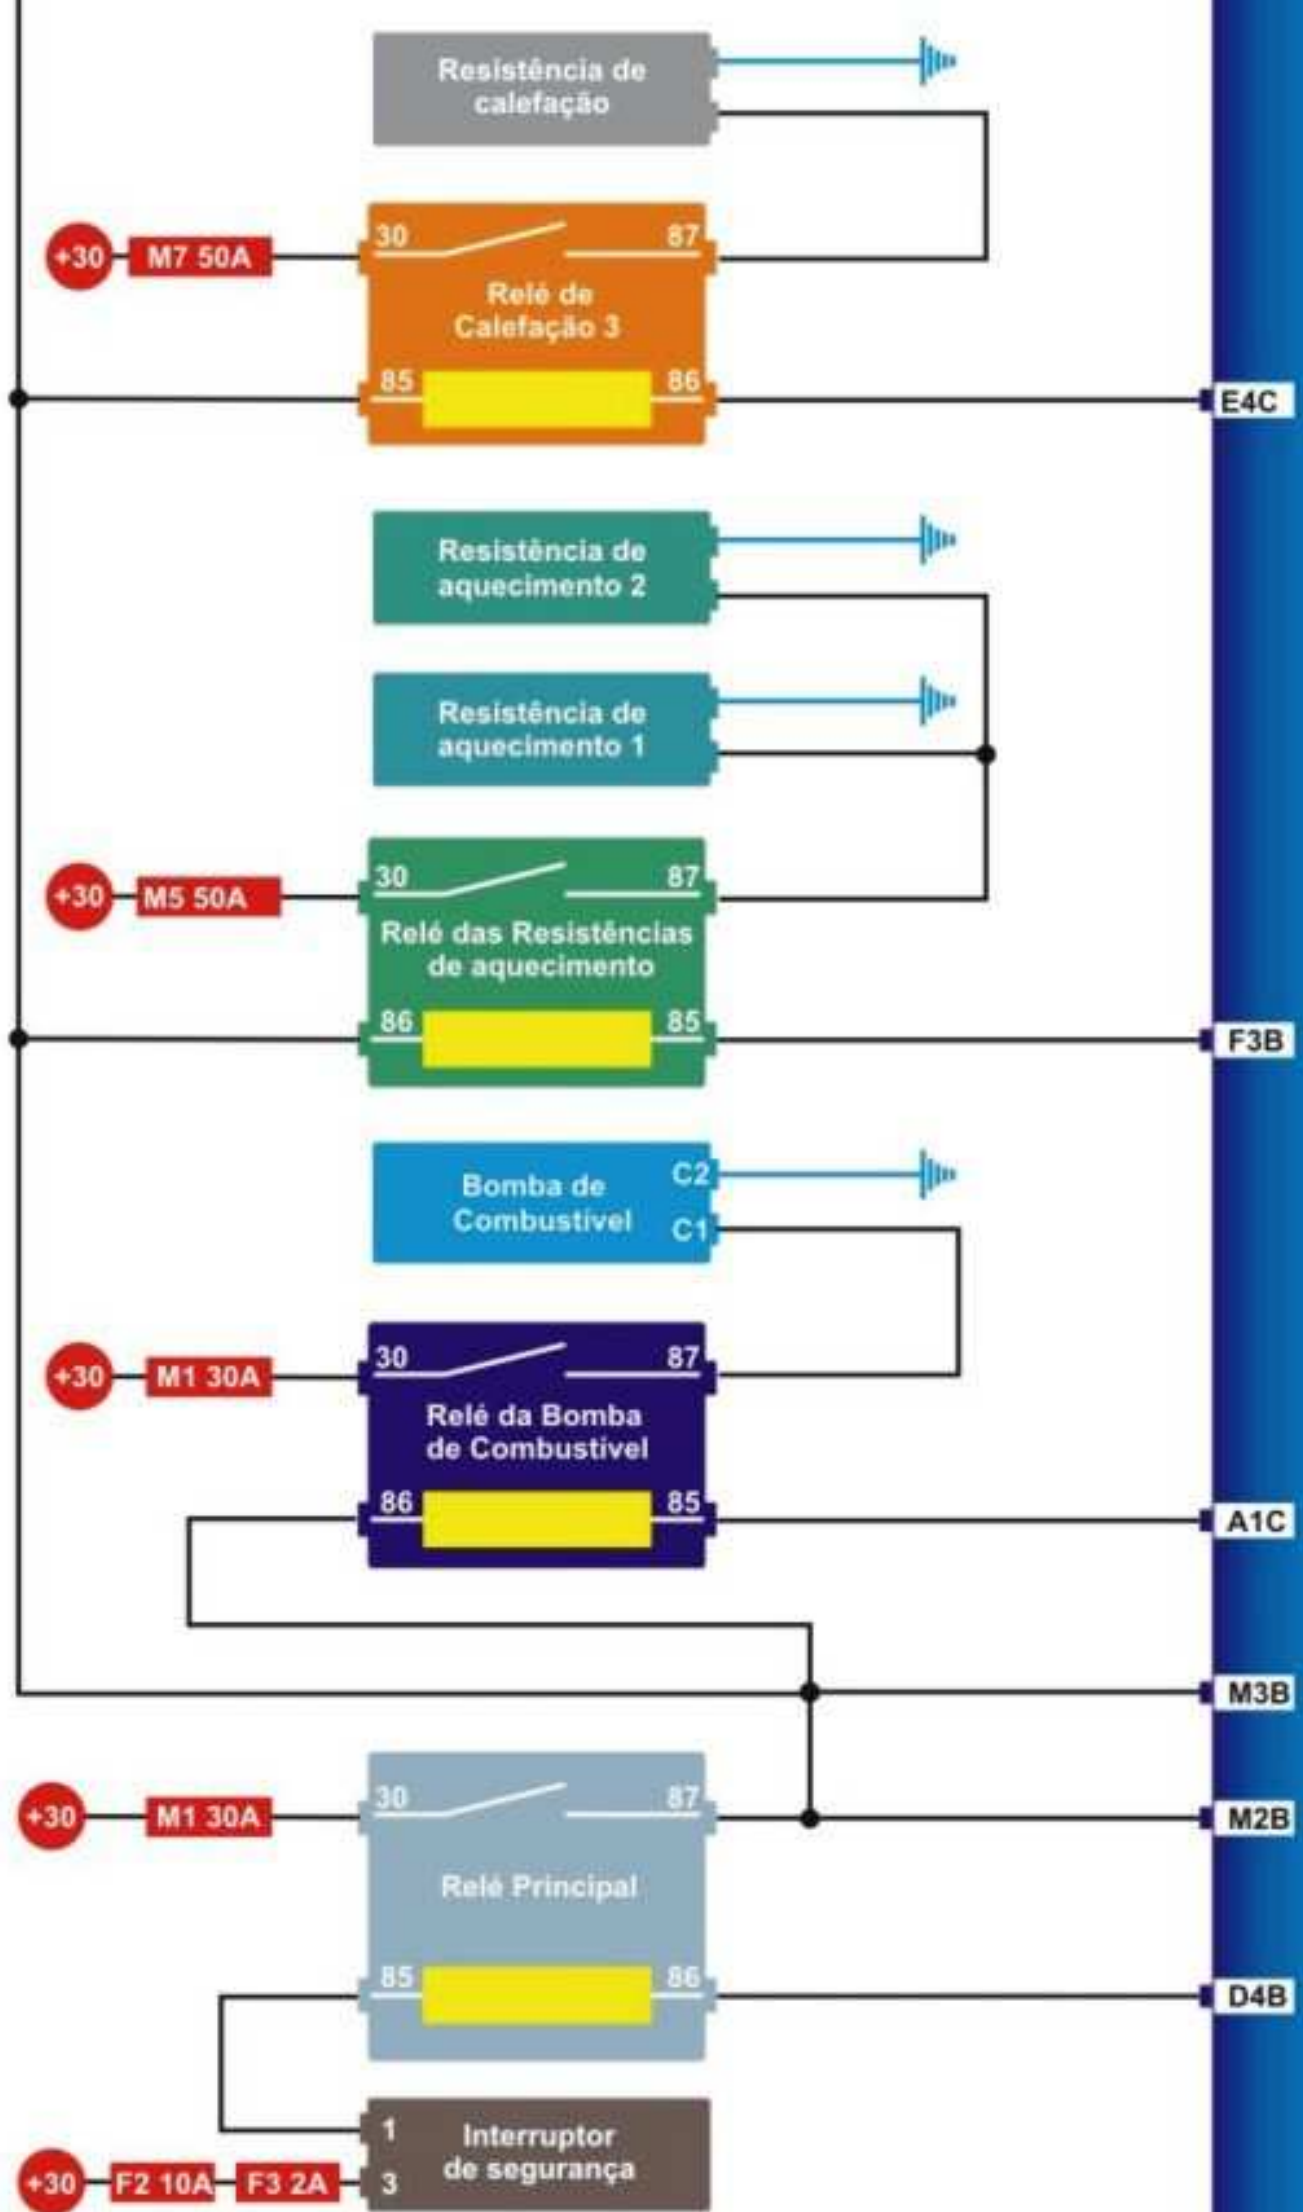 Resistência de
calefação
+30 M7 50A
30 87
Relé de
Calefação 3
85 86
E4C
Resistência de
aquecimento 2
Resistência de
aquecimento 1
+30 M5 50A
30 87
Relé das Resistências
de aquecimento
86 85
F3B
Bomba de
Combustível
C2
C1
+30 M1 30A
30 87
Relé da Bomba
de Combustível
86 85
A1C
M3B
+30 M1 30A
30 87
M2B
Relé Principal
85 86
D4B
1
Interruptor
de segurança
+30 F2 10A F3 2A 3